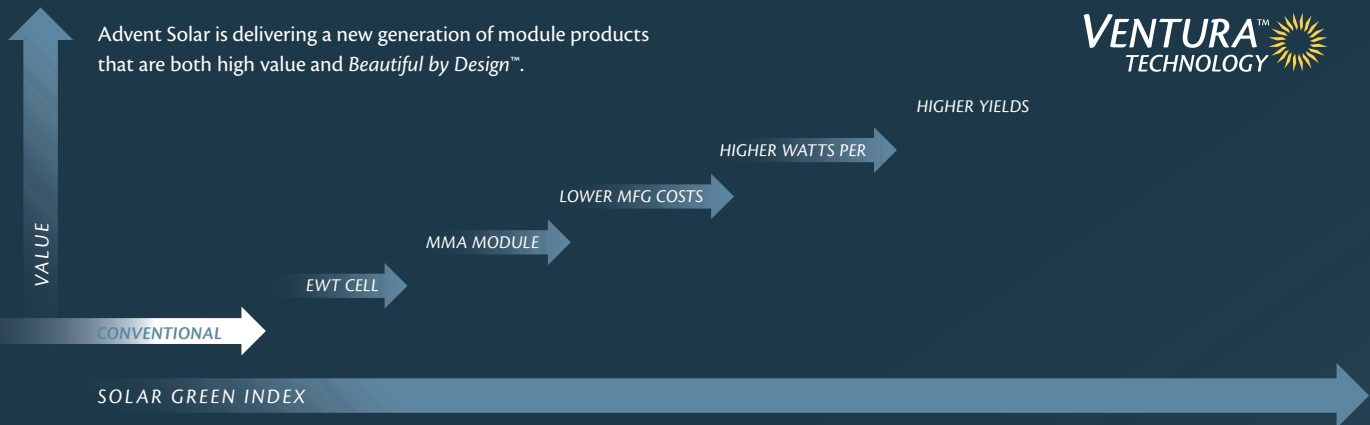 Advent Solar is delivering a new generation of module products
that are both high value and Beautiful by Design™.
VENTURA™
TECHNOLOGY
HIGHER YIELDS
HIGHER WATTS PER
LOWER MFG COSTS
MMA MODULE
EWT CELL
CONVENTIONAL
VALUE
SOLAR GREEN INDEX